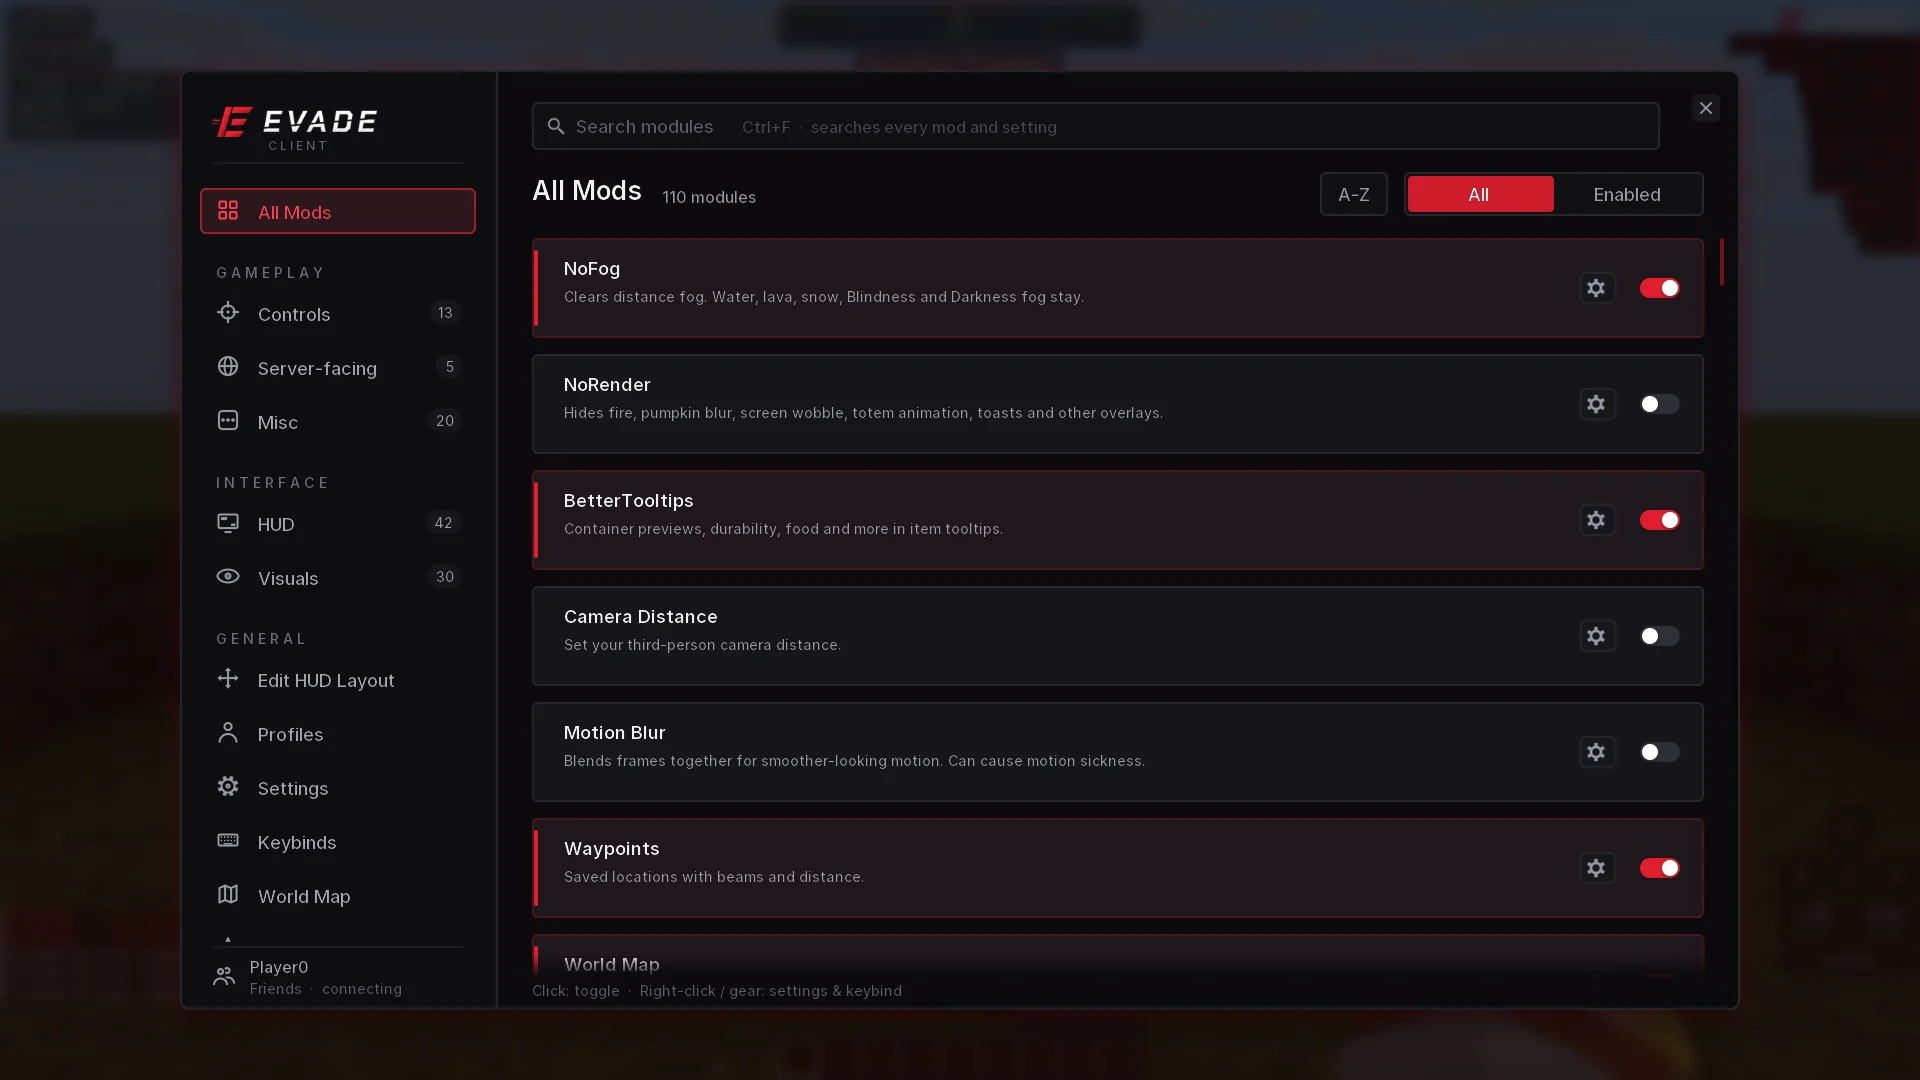 EVADE
CLIENT
All Mods
GAMEPLAY
Controls 13
Server-facing 5
Misc 20
INTERFACE
HUD 42
Visuals 30
GENERAL
Edit HUD Layout
Profiles
Settings
Keybinds
World Map
Player0
Friends · connecting
Search modules Ctrl+F · searches every mod and setting
All Mods 110 modules
A-Z All Enabled
NoFog
Clears distance fog. Water, lava, snow, Blindness and Darkness fog stay.
NoRender
Hides fire, pumpkin blur, screen wobble, totem animation, toasts and other overlays.
BetterTooltips
Container previews, durability, food and more in item tooltips.
Camera Distance
Set your third-person camera distance.
Motion Blur
Blends frames together for smoother-looking motion. Can cause motion sickness.
Waypoints
Saved locations with beams and distance.
World Map
Click: toggle · Right-click / gear: settings & keybind